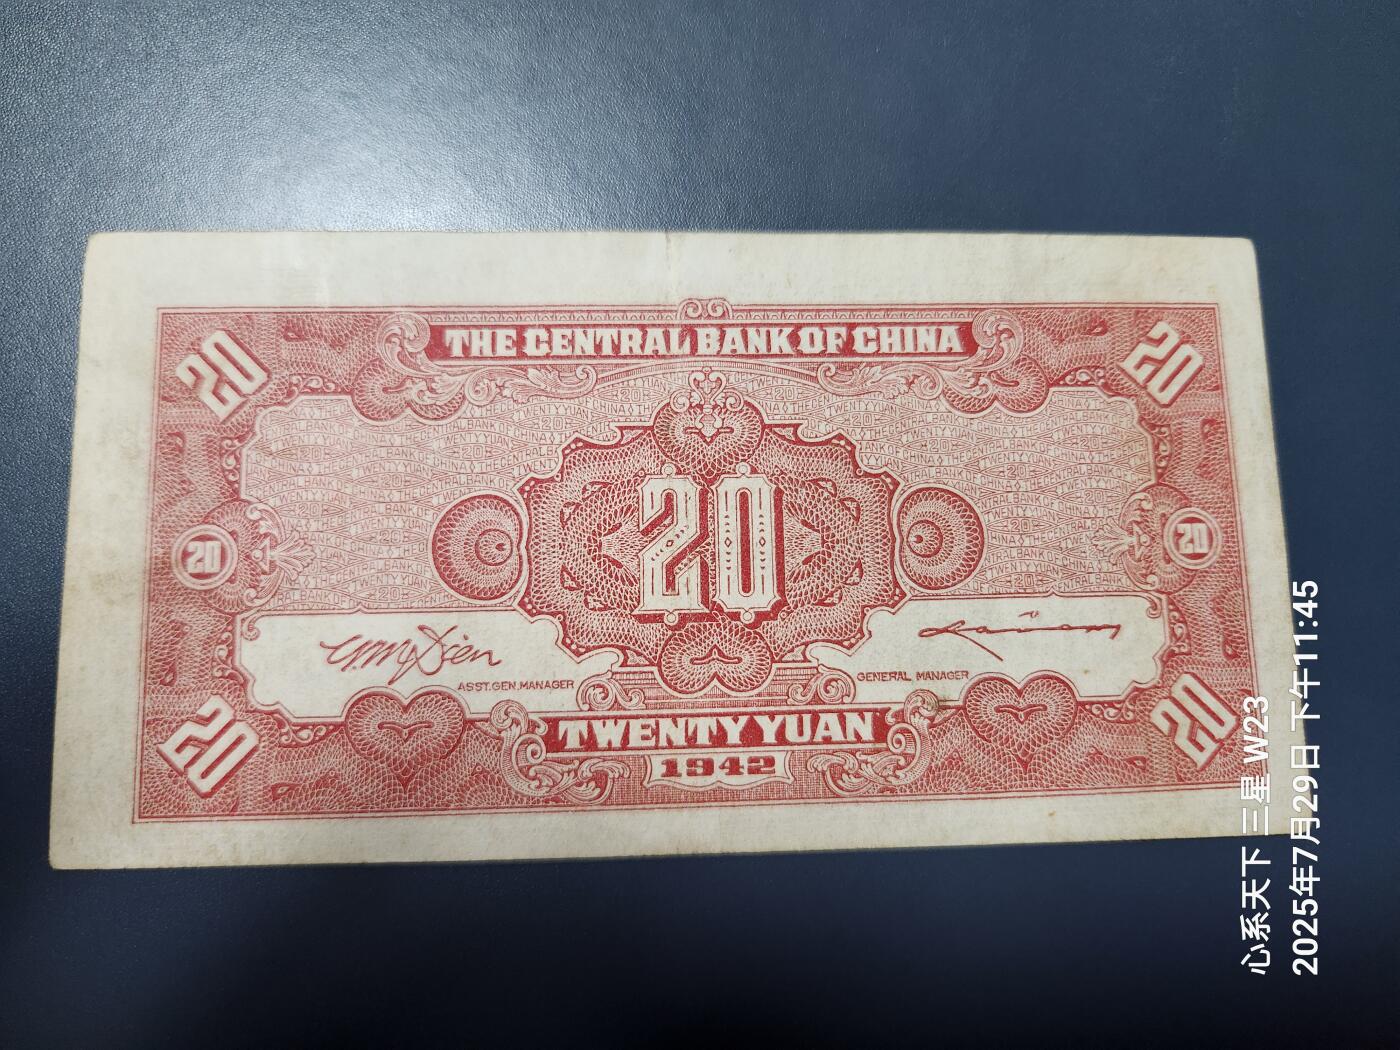 THE CENTRAL BANK OF CHINA
20
20
20
20
20
ASST. GEN. MANAGER
GENERAL MANAGER
20
20
TWENTY YUAN
1942
心系天下 三星 W23
2025年7月29日 下午11:45